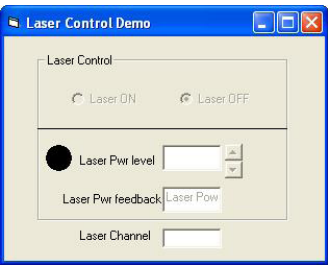 Laser Control Demo
Laser Control
Laser ON Laser OFF
Laser Pwr level
Laser Pwr feedback Laser Pow
Laser Channel